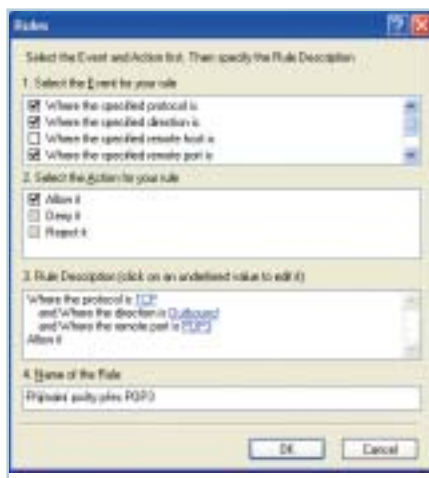 Rules
Select the Event and Action first. Then specify the Rule Description
1. Select the Event for your rule
Where the specified protocol is
Where the specified direction is
Where the specified remote host is
Where the specified remote port is
2. Select the Action for your rule
Allow it
Deny it
Reject it
3. Rule Description (click on an underlined value to edit it)
Where the protocol is TCP
and Where the direction is Outbound
and Where the remote port is POP3
Allow it
4. Name of the Rule
POP3
OK
Cancel